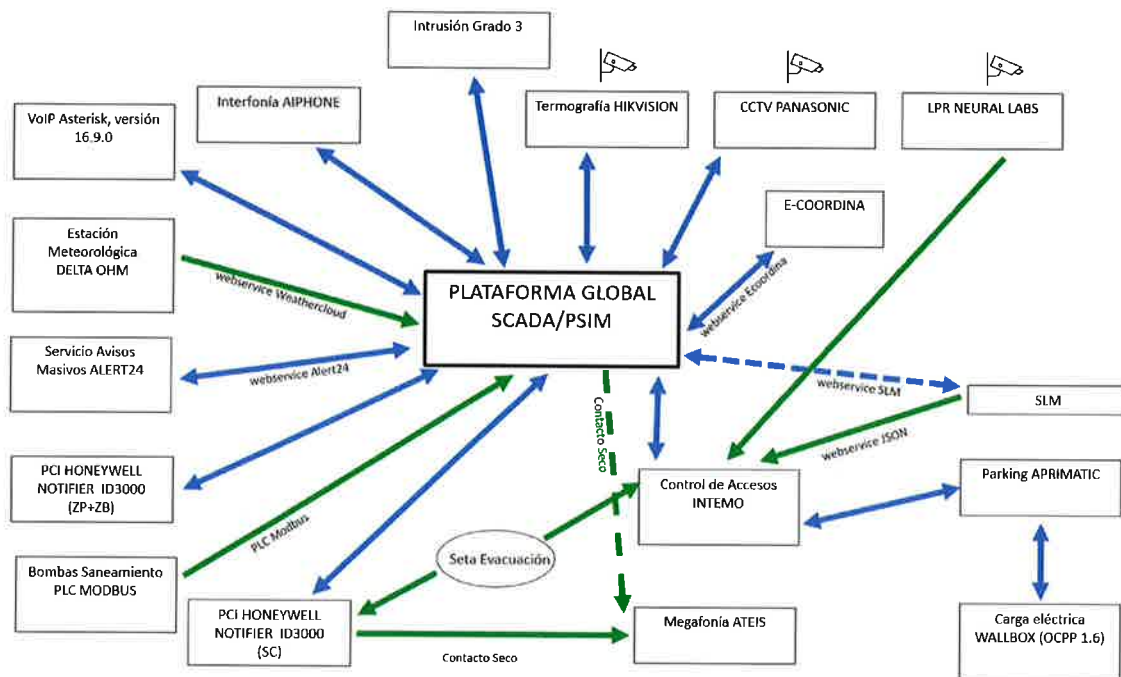 Intrusión Grado 3
Interfonía AIPHONE
Termografía HIKVISION
CCTV PANASONIC
LPR NEURAL LABS
VoIP Asterisk, versión
16.9.0
E-COORDINA
Estación
Meteorológica
DELTA OHM
webservice Weathercloud
webservice Ecoordina
PLATAFORMA GLOBAL
SCADA/PSIM
Servicio Avisos
Masivos ALERT24
webservice Alert24
webservice SLM
SLM
Contacto Seco
webservice JSON
PCI HONEYWELL
NOTIFIER ID3000
(ZP+ZB)
Control de Accesos
INTEMO
Parking APRIMATIC
PLC Modbus
Seta Evacuación
Bombas Saneamiento
PLC MODBUS
PCI HONEYWELL
NOTIFIER ID3000
(SC)
Contacto Seco
Megafonía ATEIS
Carga eléctrica
WALLBOX (OCPP 1.6)